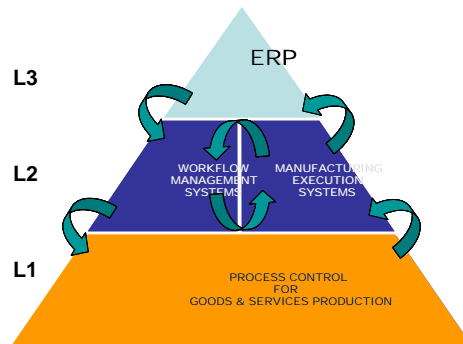 ERP
L3
L2
WORKFLOW
MANAGEMENT
SYSTEMS
MANUFACTURING
EXECUTION
SYSTEMS
L1
PROCESS CONTROL
FOR
GOODS & SERVICES PRODUCTION